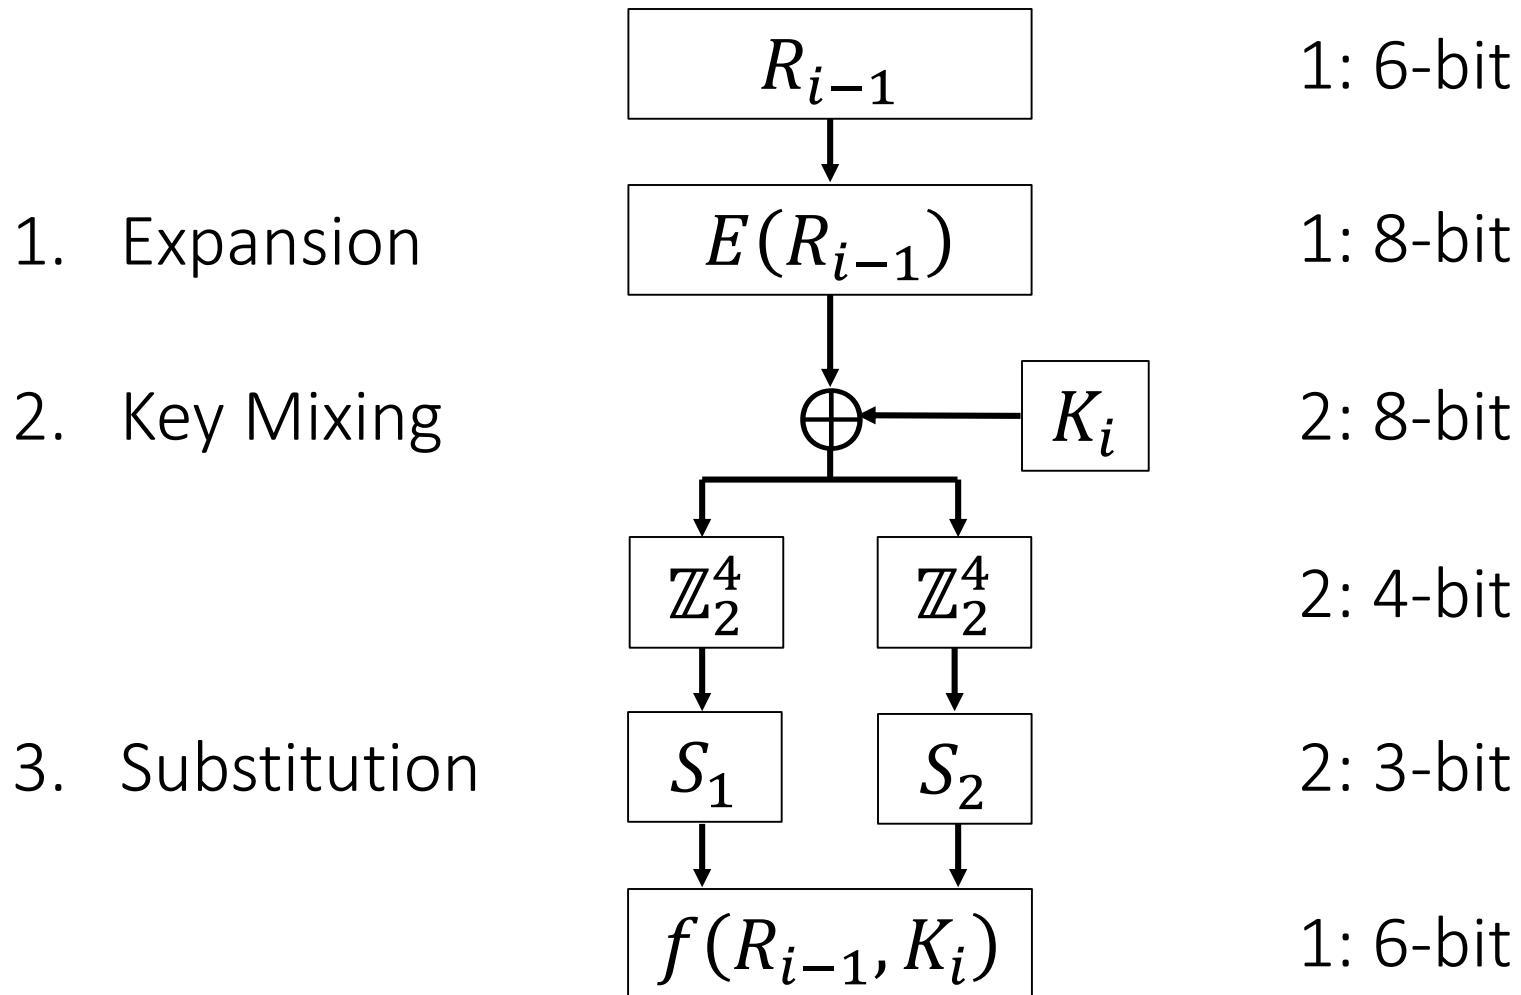 R_{i−1} 1: 6-bit
1. Expansion E(R_{i−1}) 1: 8-bit
2. Key Mixing ⊕ K_i 2: 8-bit
ℤ_2^4 ℤ_2^4 2: 4-bit
3. Substitution S_1 S_2 2: 3-bit
f(R_{i−1}, K_i) 1: 6-bit